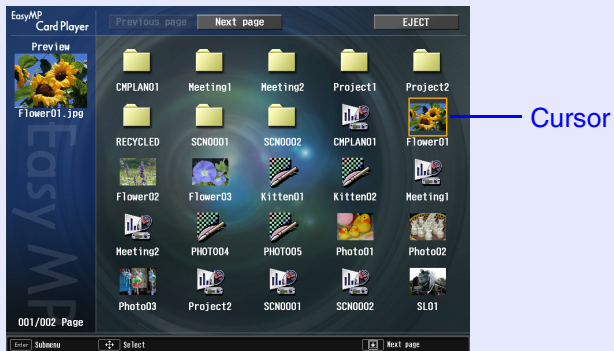 EasyMP
Card Player
Previous page
Next page
EJECT
Preview
Flower01.jpg
CMPLAN01
Meeting1
Meeting2
Project1
Project2
RECYCLED
SCN0001
SCN0002
CMPLAN01
Flower01
Cursor
Flower02
Flower03
Kitten01
Kitten02
Meeting1
Meeting2
PHOTO04
PHOTO05
Photo01
Photo02
Photo03
Project2
SCN0001
SCN0002
SL01
Easy MP
001/002 Page
Enter Submenu
Select
Next page